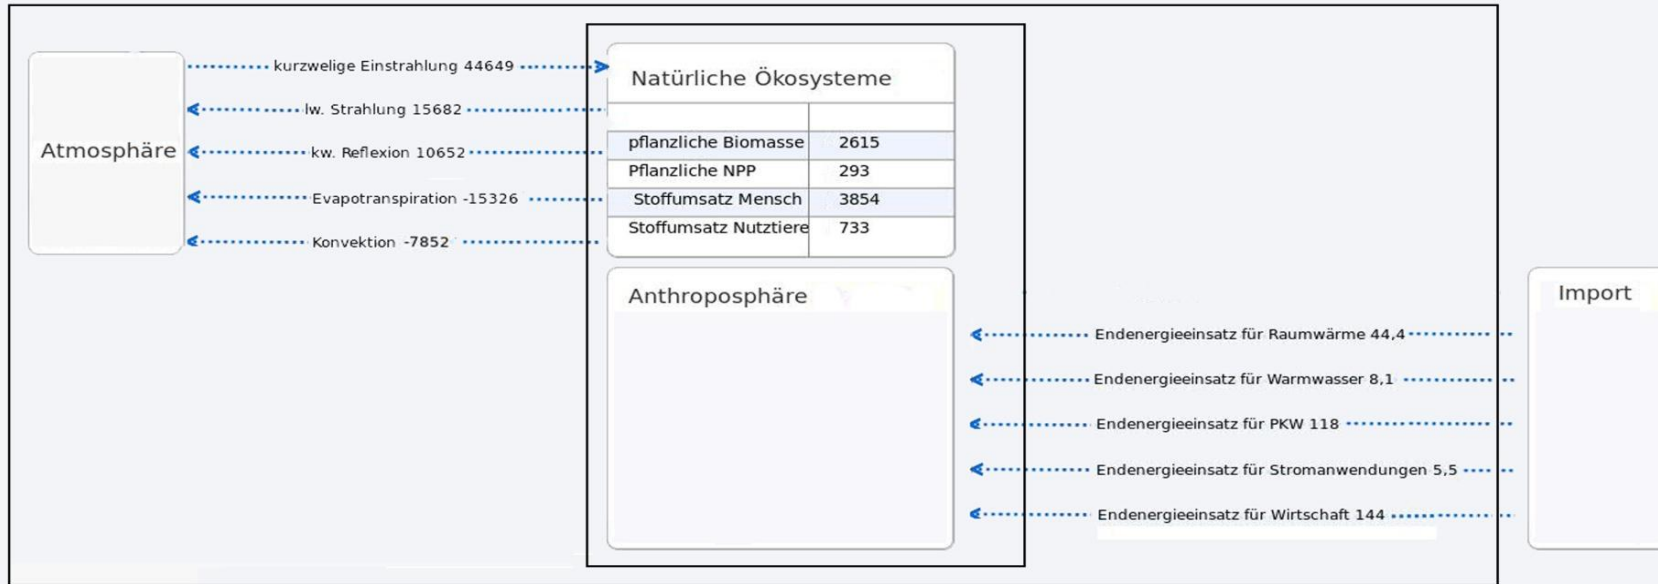 kurzwelige Einstrahlung 44649
lw. Strahlung 15682
Atmosphäre
kw. Reflexion 10652
Evapotranspiration -15326
Konvektion -7852
Natürliche Ökosysteme
pflanzliche Biomasse 2615
Pflanzliche NPP 293
Stoffumsatz Mensch 3854
Stoffumsatz Nutztiere 733
Anthroposphäre
Import
Endenergieeinsatz für Raumwärme 44,4
Endenergieeinsatz für Warmwasser 8,1
Endenergieeinsatz für PKW 118
Endenergieeinsatz für Stromanwendungen 5,5
Endenergieeinsatz für Wirtschaft 144